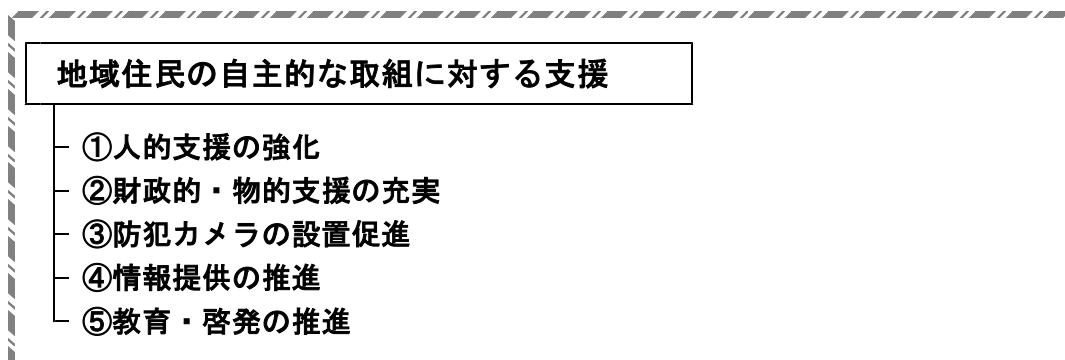 地域住民の自主的な取組に対する支援
①人的支援の強化
②財政的・物的支援の充実
③防犯カメラの設置促進
④情報提供の推進
⑤教育・啓発の推進